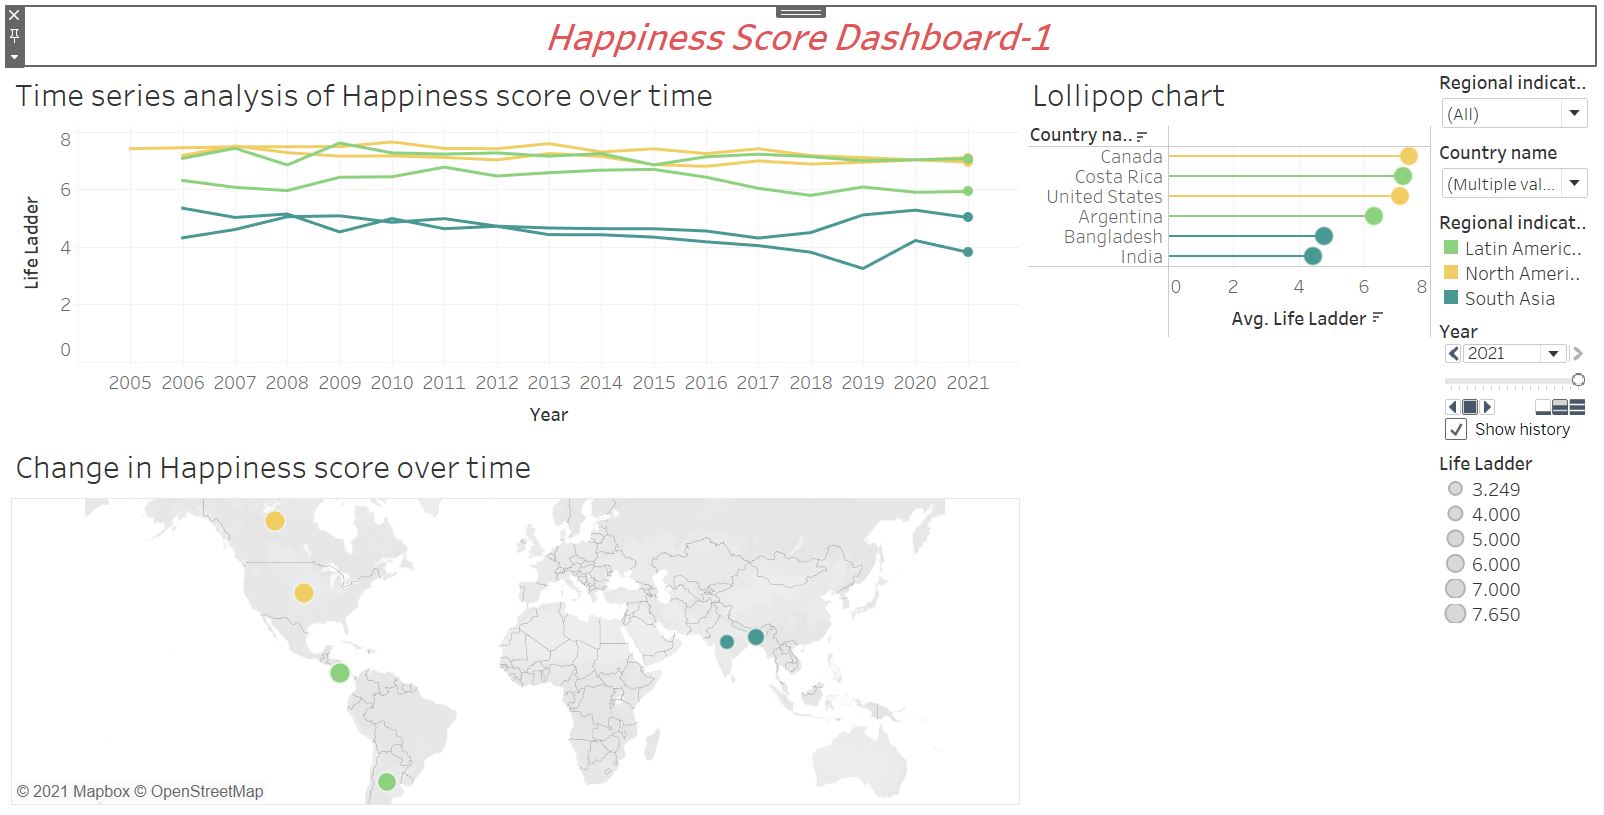 Happiness Score Dashboard-1
Time series analysis of Happiness score over time
8
6
4
2
0
Life Ladder
2005 2006 2007 2008 2009 2010 2011 2012 2013 2014 2015 2016 2017 2018 2019 2020 2021
Year
Lollipop chart
Country na..
Canada
Costa Rica
United States
Argentina
Bangladesh
India
0 2 4 6 8
Avg. Life Ladder
Regional indicat..
(All)
Country name
(Multiple val...
Regional indicat..
Latin Americ..
North Ameri..
South Asia
Year
2021
Show history
Life Ladder
3.249
4.000
5.000
6.000
7.000
7.650
Change in Happiness score over time
© 2021 Mapbox © OpenStreetMap